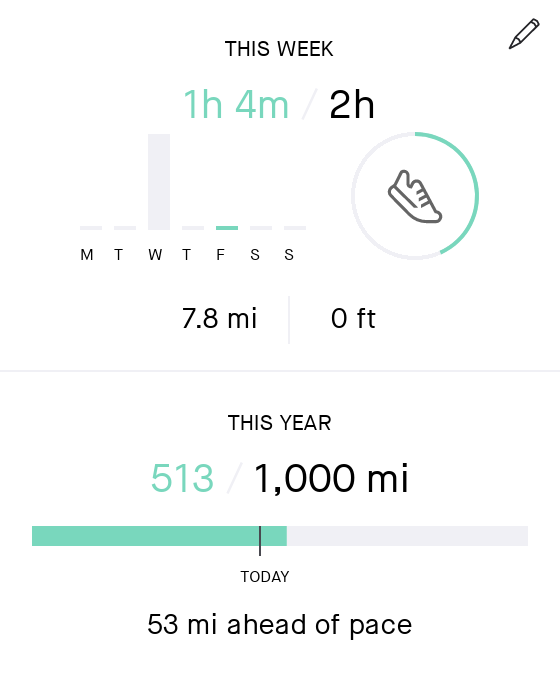 THIS WEEK
1h 4m / 2h
M T W T F S S
7.8 mi 0 ft
THIS YEAR
513 / 1,000 mi
TODAY
53 mi ahead of pace